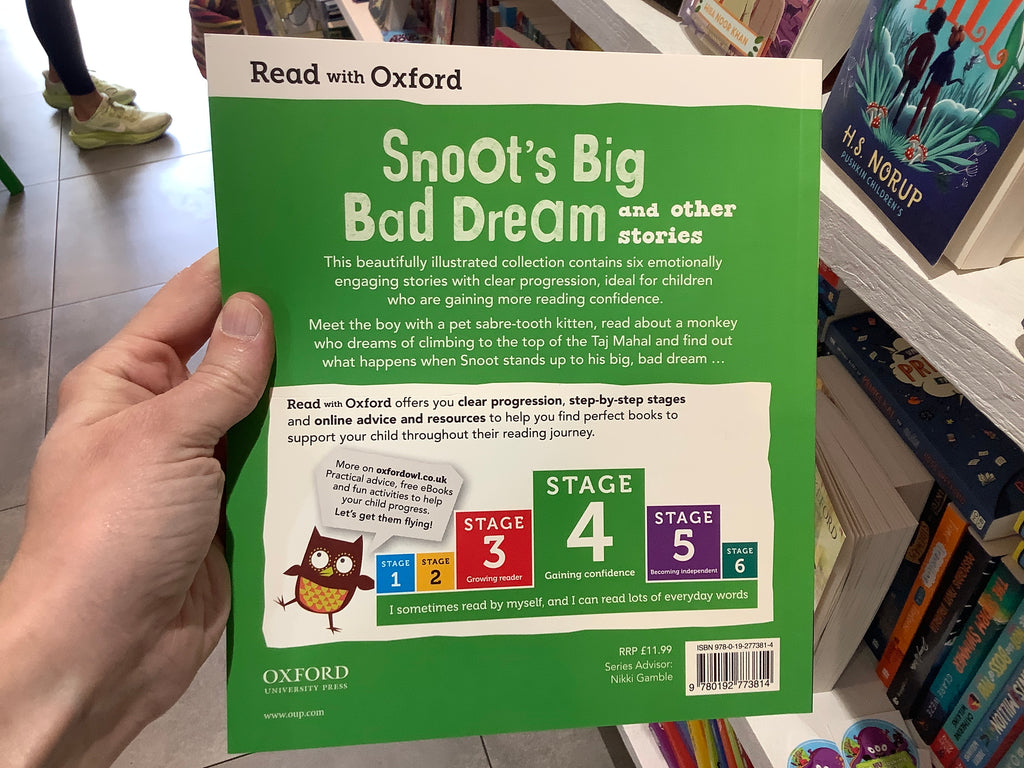 Read with Oxford
Snoot's Big
Bad Dream and other
stories
This beautifully illustrated collection contains six emotionally
engaging stories with clear progression, ideal for children
who are gaining more reading confidence.
Meet the boy with a pet sabre-tooth kitten, read about a monkey
who dreams of climbing to the top of the Taj Mahal and find out
what happens when Snoot stands up to his big, bad dream ...
Read with Oxford offers you clear progression, step-by-step stages
and online advice and resources to help you find perfect books to
support your child throughout their reading journey.
More on oxfordowl.co.uk
Practical advice, free eBooks
and fun activities to help
your child progress.
Let's get them flying!
STAGE
1
STAGE
2
STAGE
3
Growing reader
STAGE
4
Gaining confidence
STAGE
5
Becoming independent
STAGE
6
I sometimes read by myself, and I can read lots of everyday words
OXFORD
UNIVERSITY PRESS
www.oup.com
RRP £11.99
Series Advisor:
Nikki Gamble
ISBN 978-0-19-277381-4
9 780192 773814
H.S. NORUP
PUSHKIN CHILDREN'S
NOOR KHAN